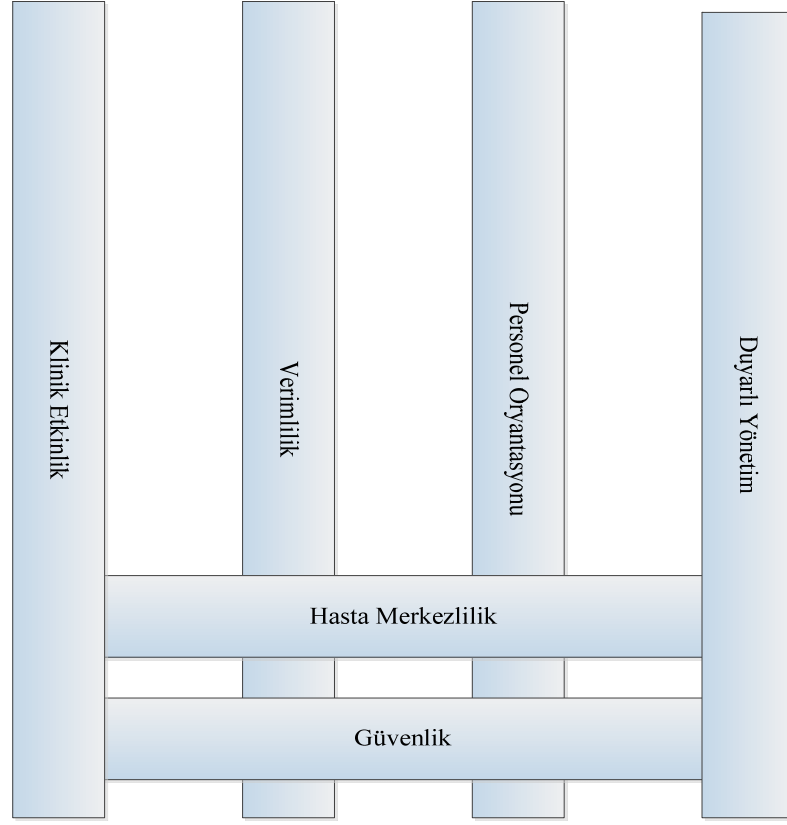 Klinik Etkinlik
Verimlilik
Personel Oryantasyonu
Duyarlı Yönetim
Hasta Merkezlilik
Güvenlik